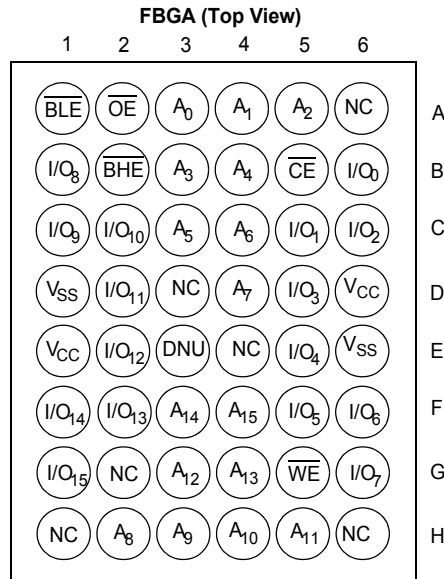 FBGA (Top View)
1 2 3 4 5 6
BLE OE A0 A1 A2 NC A
I/O8 BHE A3 A4 CE I/O0 B
I/O9 I/O10 A5 A6 I/O1 I/O2 C
VSS I/O11 NC A7 I/O3 VCC D
VCC I/O12 DNU NC I/O4 VSS E
I/O14 I/O13 A14 A15 I/O5 I/O6 F
I/O15 NC A12 A13 WE I/O7 G
NC A8 A9 A10 A11 NC H